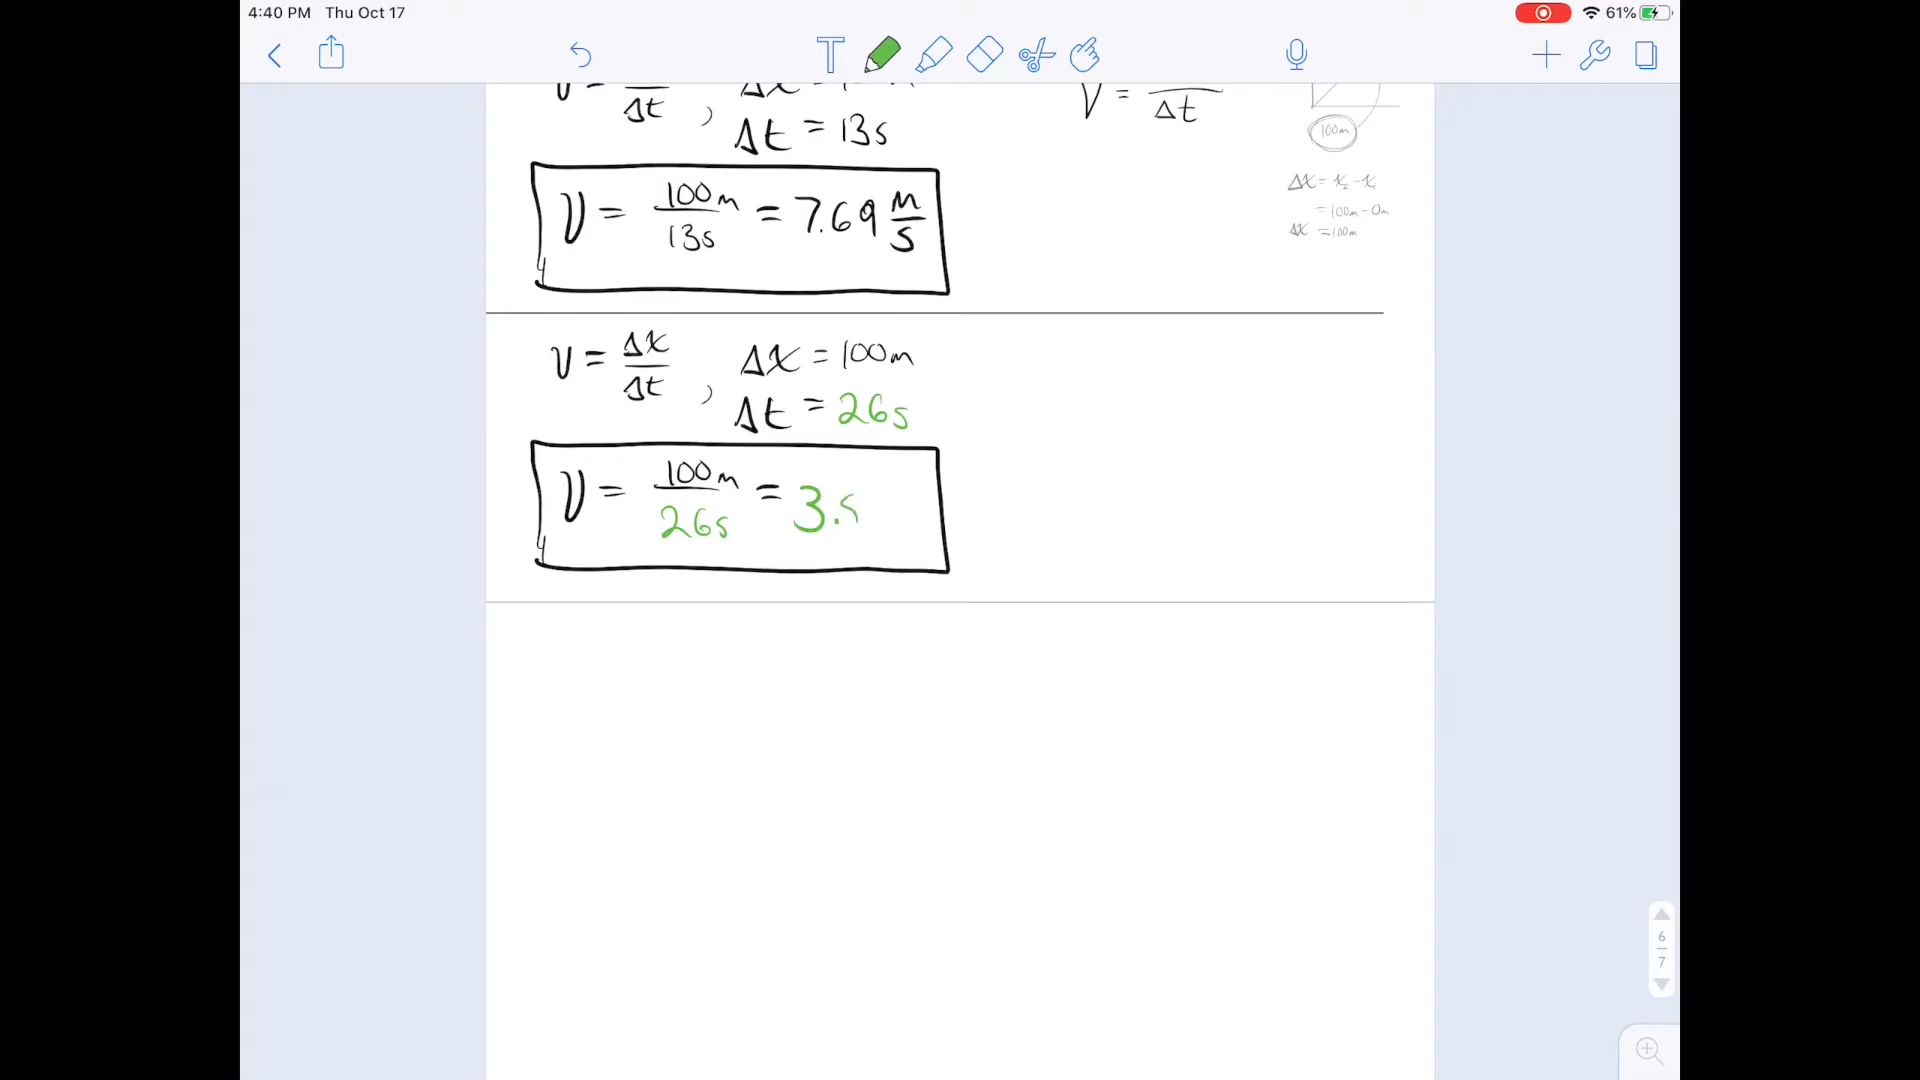 4:40 PM Thu Oct 17
61%
T
Δt , Δt = 13s
V = 100m / 13s = 7.69 m/s
V = / Δt
100m
Δx = x₂ - x₁
= 100m - 0m
Δx = 100m
v = Δx / Δt , Δx = 100m
Δt = 26s
V = 100m / 26s = 3.
6
7